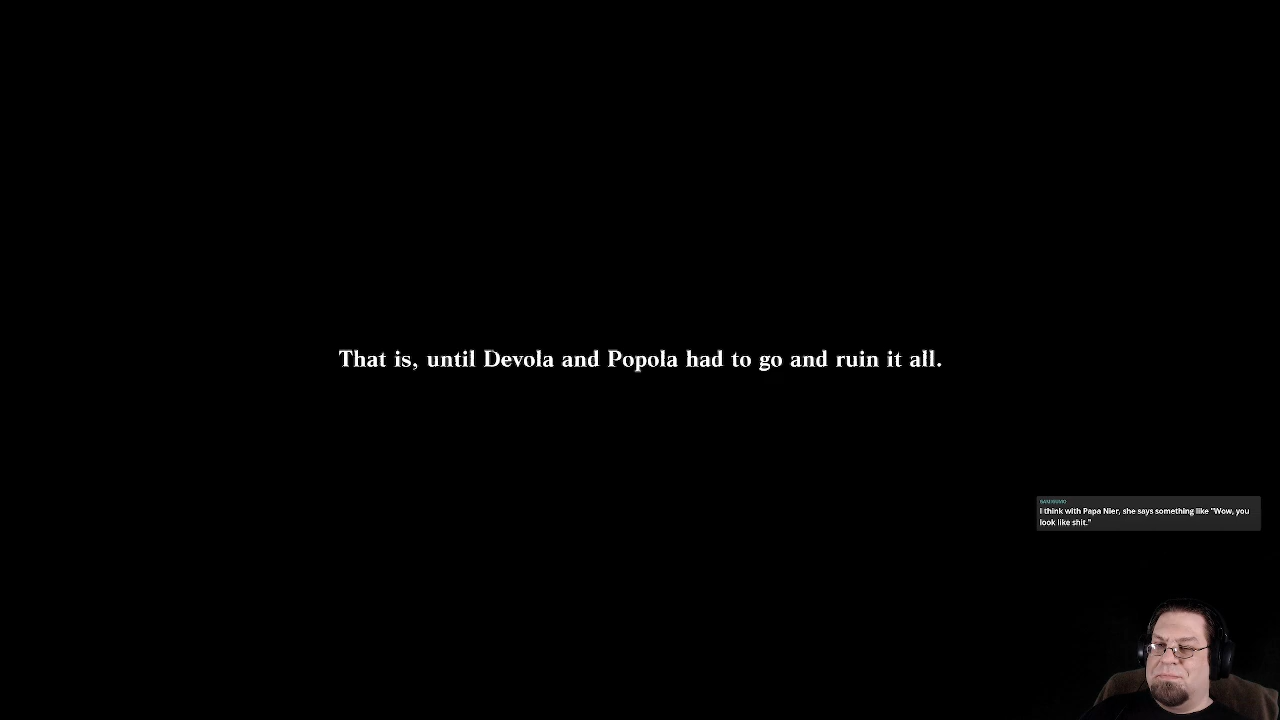 That is, until Devola and Popola had to go and ruin it all.
I think with Papa Nier, she says something like "Wow, you
look like shit."